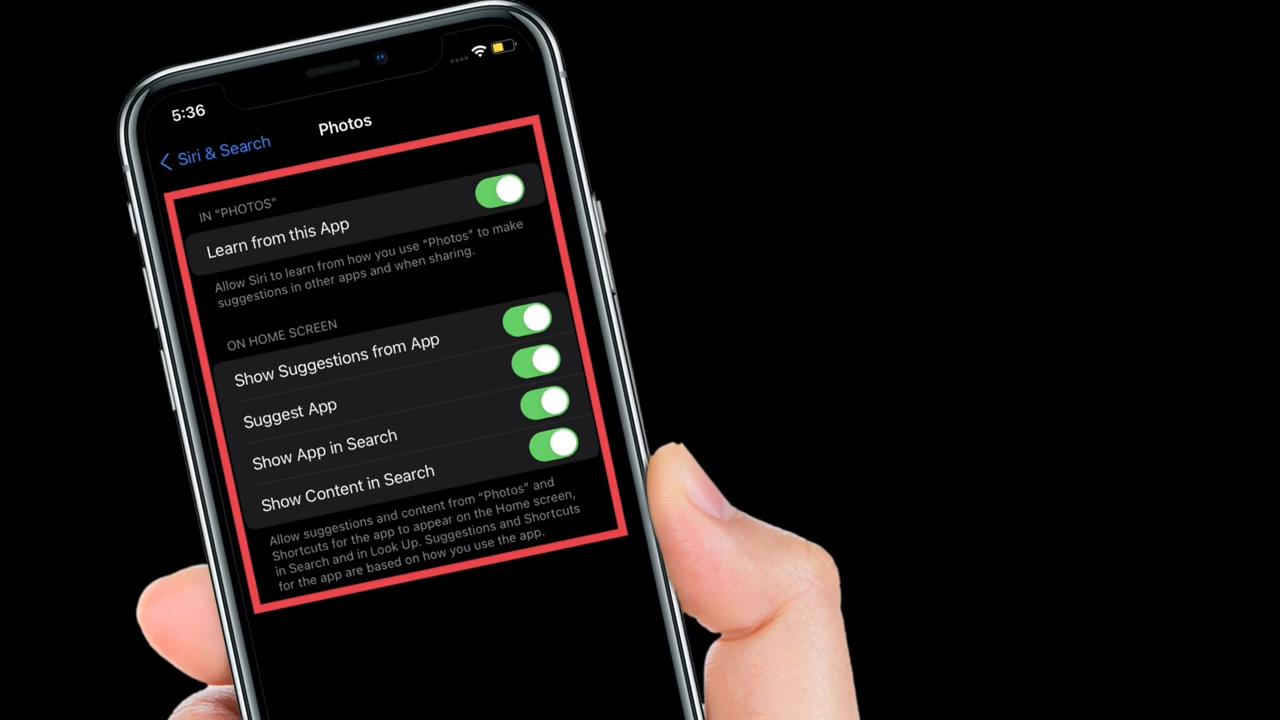 5:36
Siri & Search
Photos
IN "PHOTOS"
Learn from this App
Allow Siri to learn from how you use “Photos” to make
suggestions in other apps and when sharing.
ON HOME SCREEN
Show Suggestions from App
Suggest App
Show App in Search
Show Content in Search
Allow suggestions and content from “Photos” and
Shortcuts for the app to appear on the Home screen,
in Search and in Look Up. Suggestions and Shortcuts
for the app are based on how you use the app.